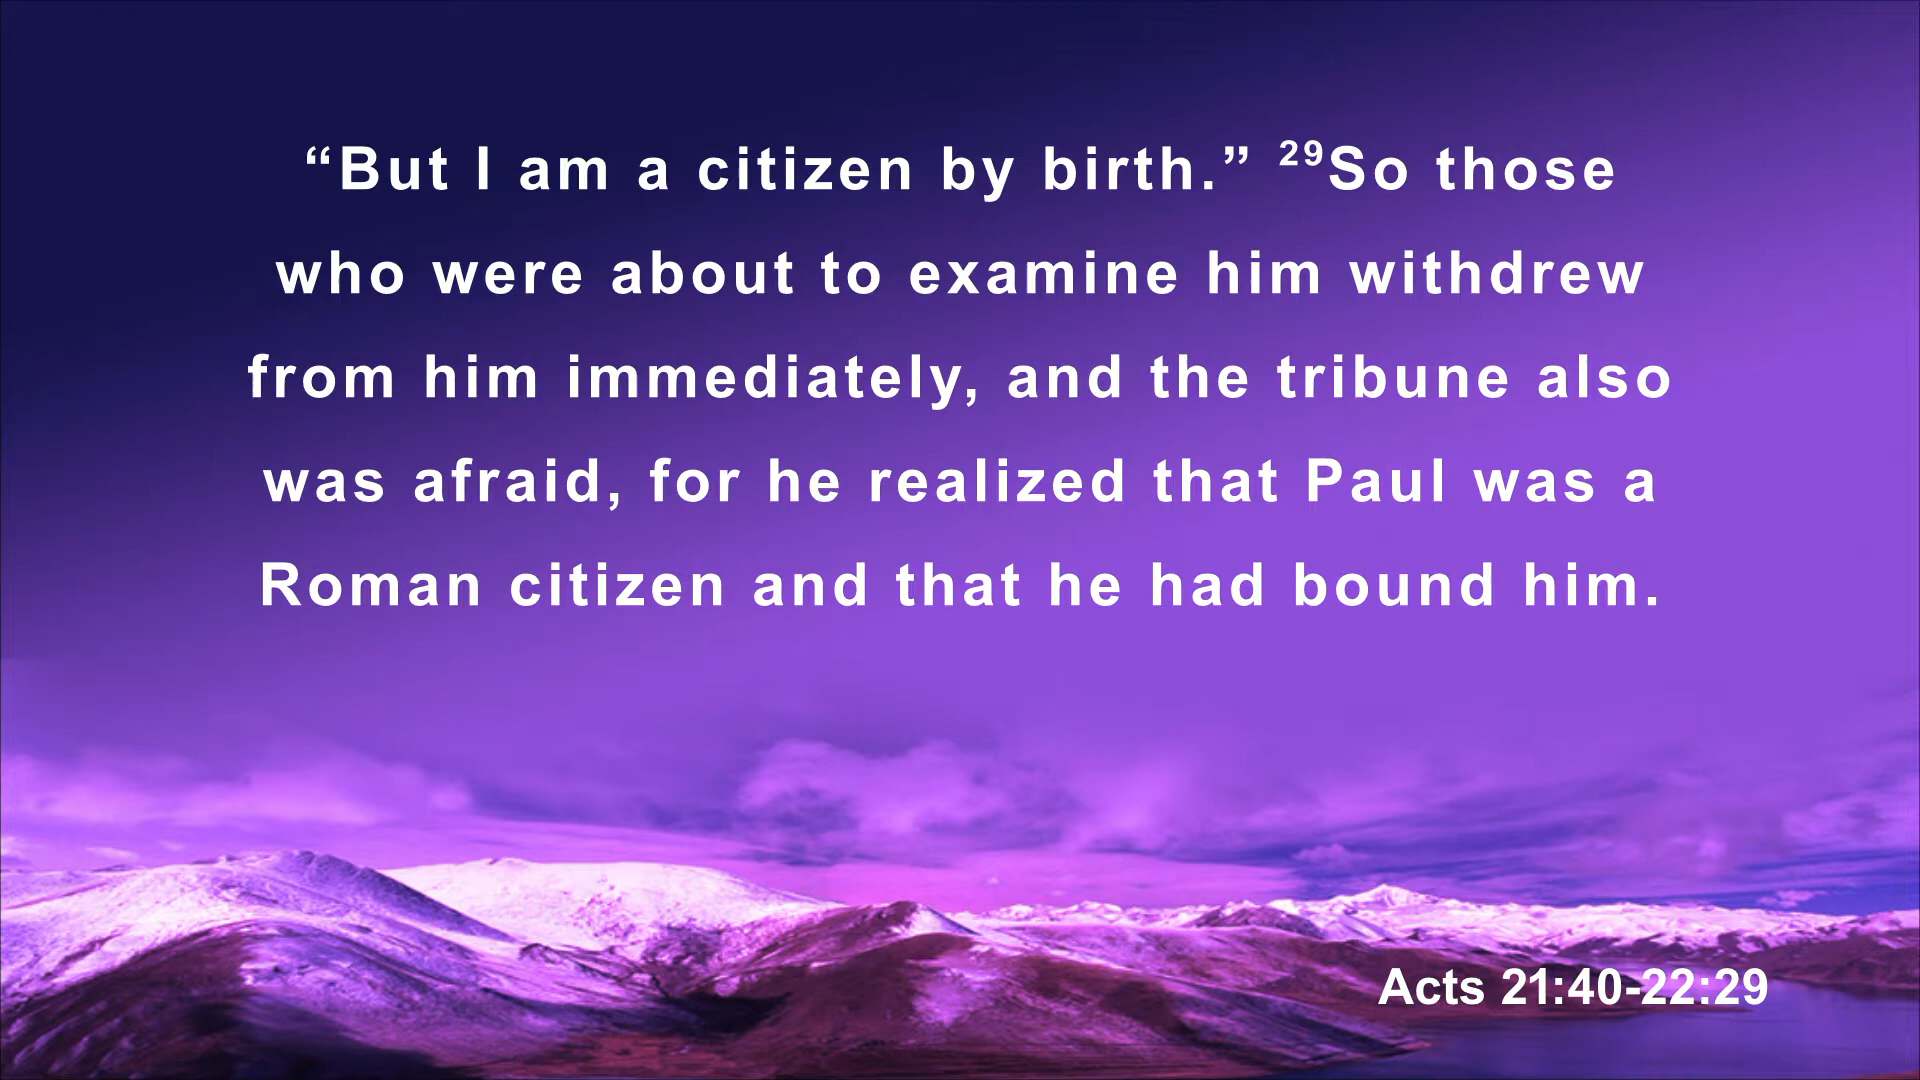 “But I am a citizen by birth.” ²⁹So those
who were about to examine him withdrew
from him immediately, and the tribune also
was afraid, for he realized that Paul was a
Roman citizen and that he had bound him.
Acts 21:40-22:29